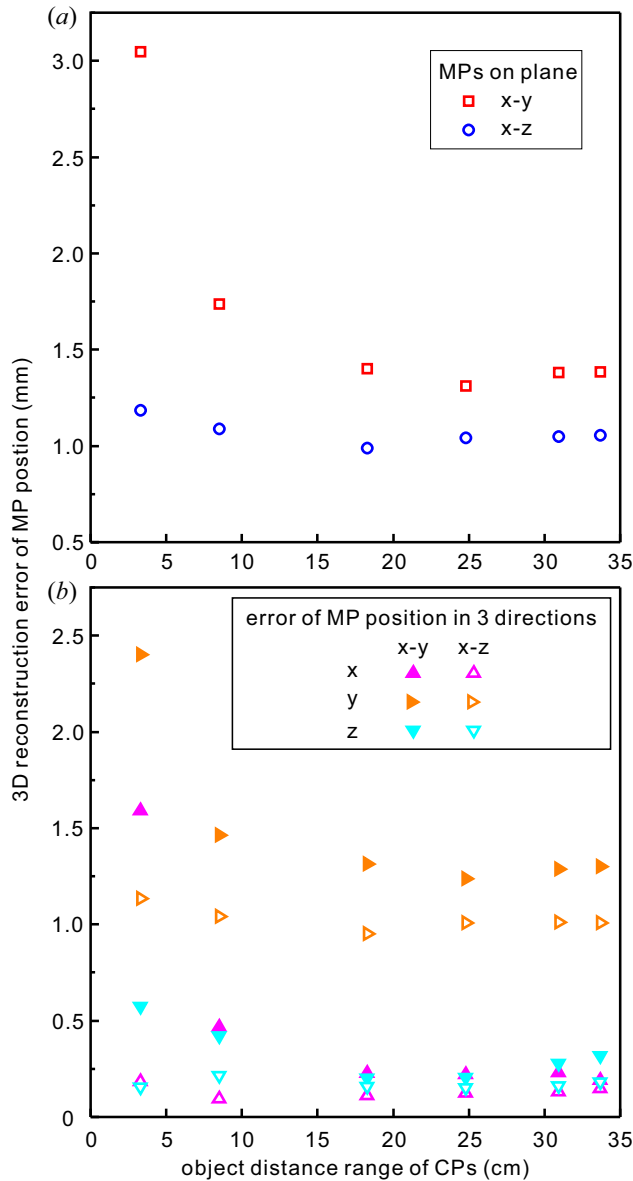 (a)
3.0
2.5
2.0
1.5
1.0
0.5
MPs on plane
x-y
x-z
0 5 10 15 20 25 30 35
3D reconstruction error of MP postion (mm)
(b)
2.5
2.0
1.5
1.0
0.5
0
error of MP position in 3 directions
x-y x-z
x
y
z
0 5 10 15 20 25 30 35
object distance range of CPs (cm)